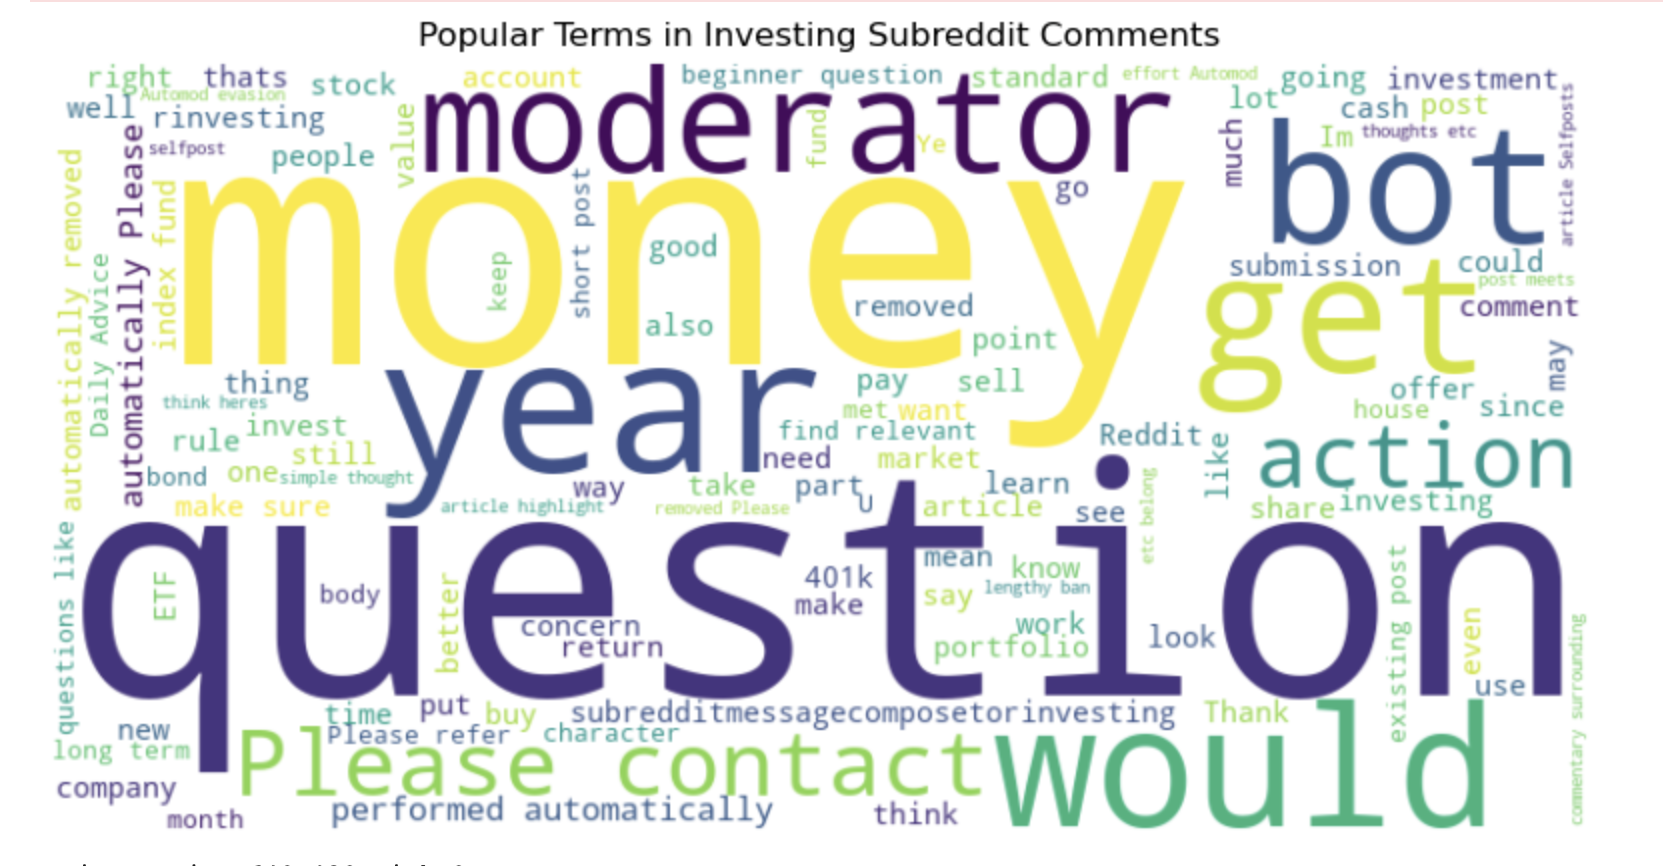 Popular Terms in Investing Subreddit Comments
right
thats
stock
account
beginner question
standard
effort Automod
going
investment
Automod evasion
well
rinvesting
selfpost
people
value
moderator
fund
Ye
lot
cash
post
Im
thoughts etc
much
bot
article Selfposts
automatically removed
Daily Advice
automatically Please
index fund
money
keep
short post
good
also
go
removed
point
submission
could
post meets
get
comment
may
thing
think heres
invest
rule
still
bond
one
simple thought
make sure
year
pay
sell
met
want
find relevant
need
market
way
take
part
U
article highlight
removed Please
learn
article
see
Reddit
like
etc belong
offer
house
since
action
share
investing
questions like
question
ETF
body
better
concern
return
401k
make
mean
know
say
lengthy ban
work
portfolio
look
existing post
even
use
commentary surrounding
new
long term
company
month
time
put
buy
subredditmessagecomposetorinvesting
Thank
Please refer
character
Please contact
would
performed automatically
think